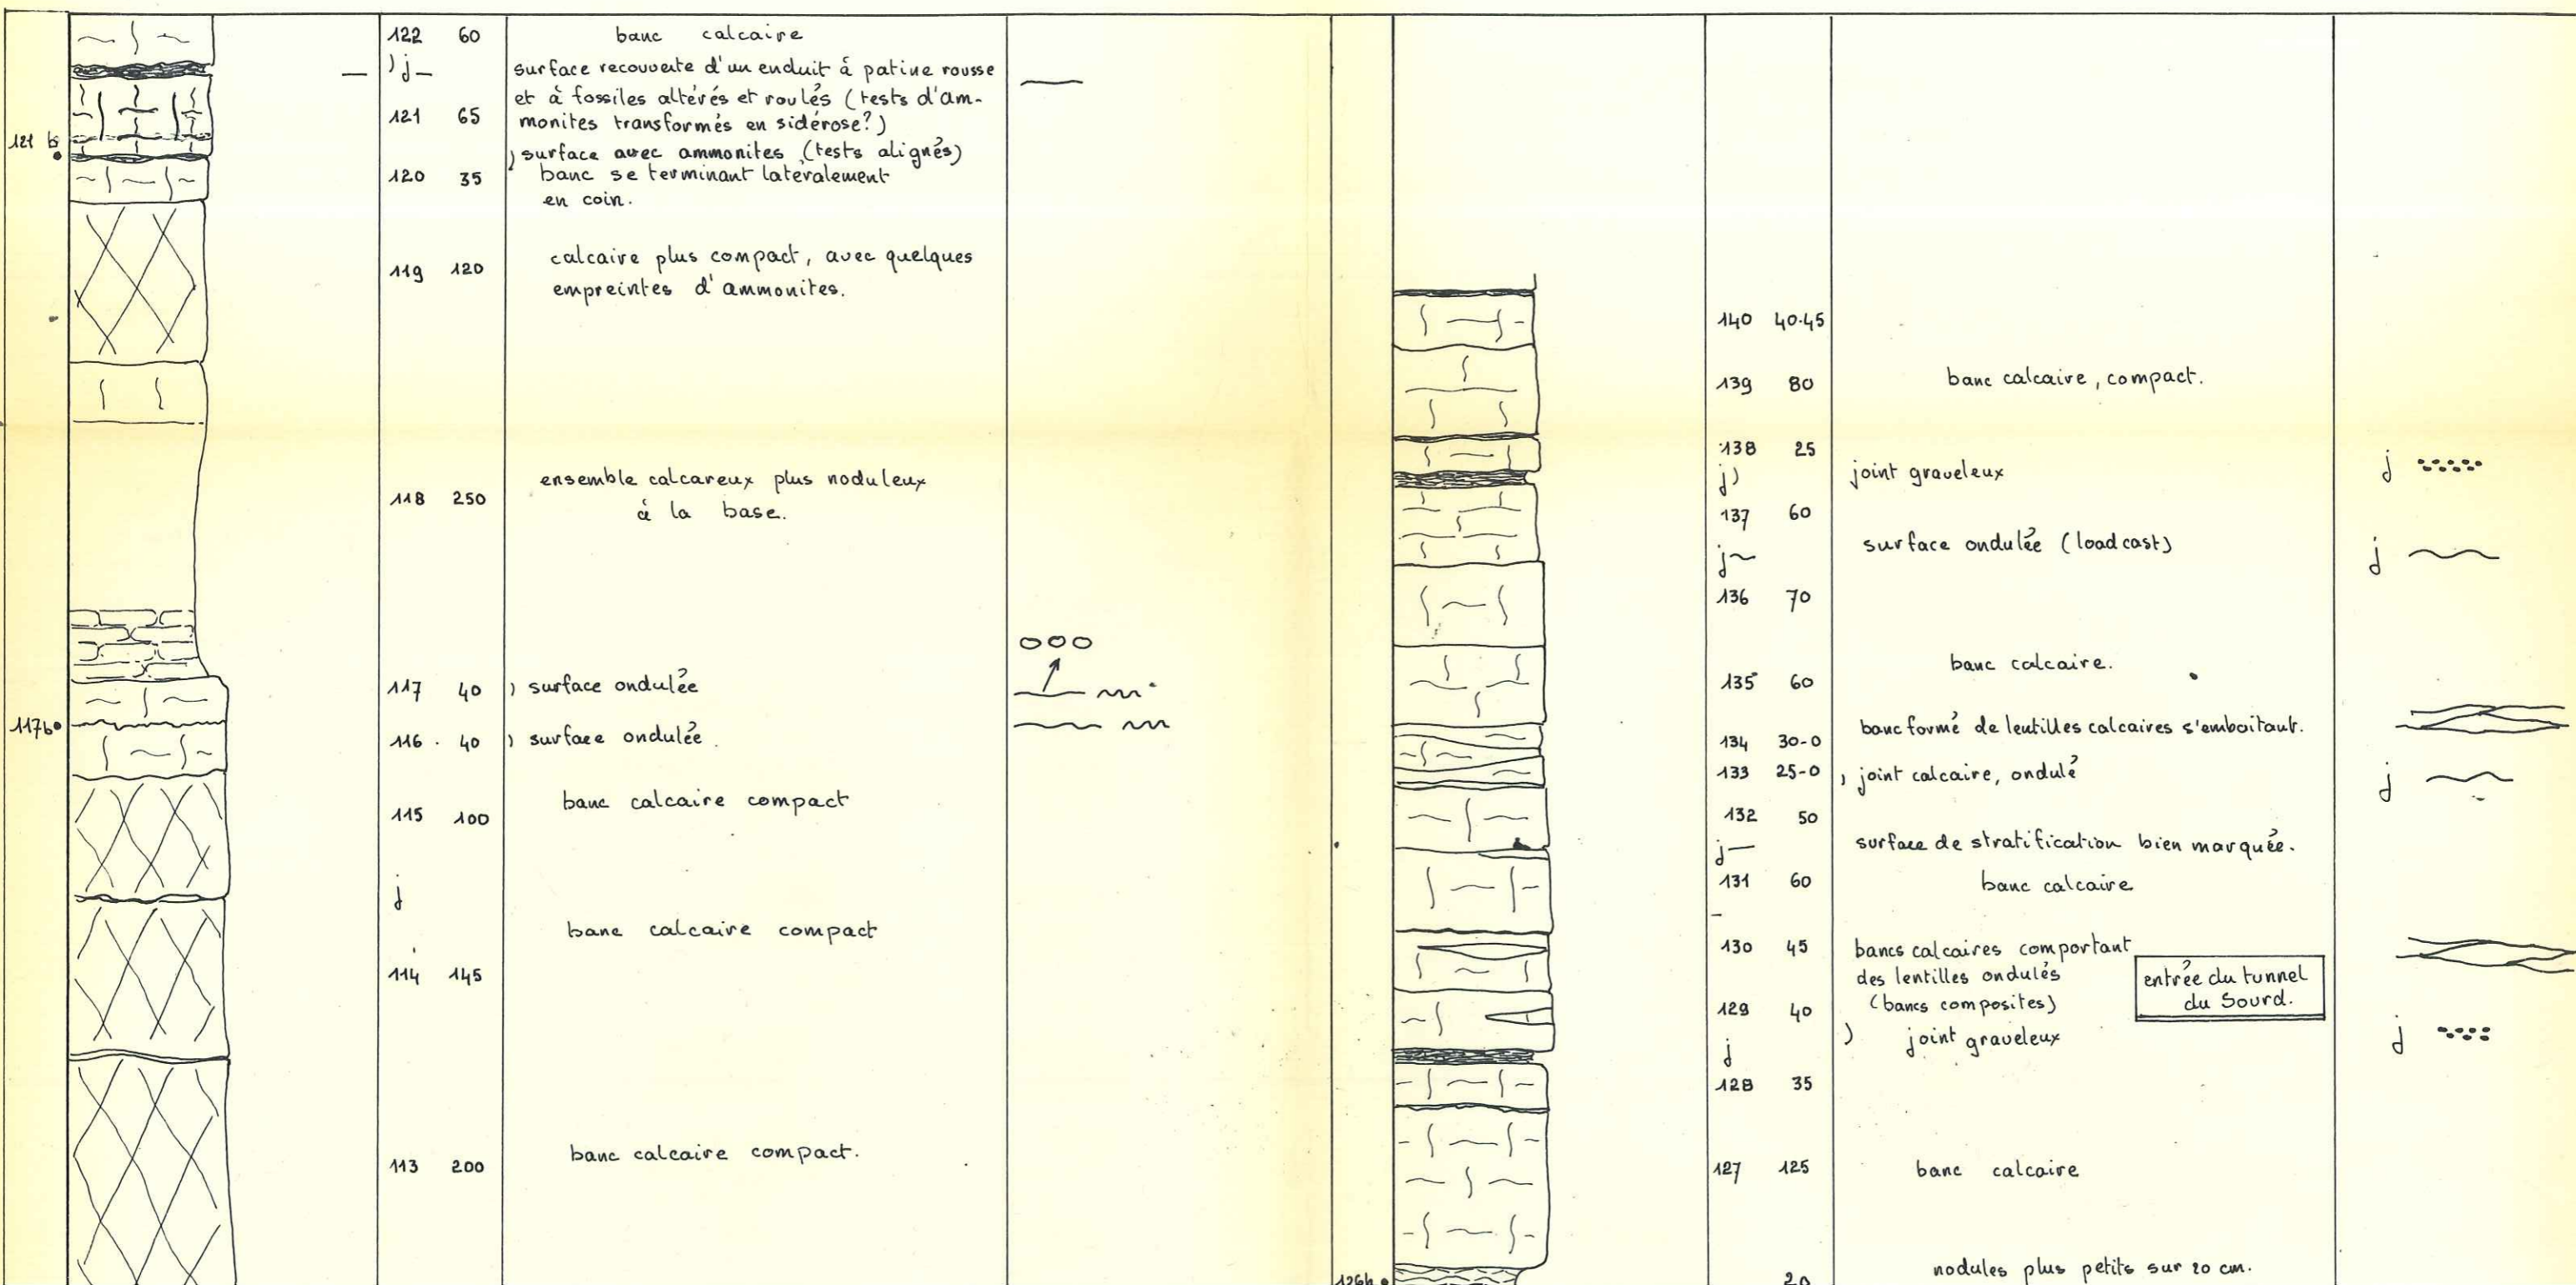 122 60 banc calcaire
)j— surface recouverte d'un enduit à patine rousse
et à fossiles altérés et roulés (tests d'am-
121 65 monites transformés en sidérose?)
121 b
) surface avec ammonites (tests alignés)
120 35 banc se terminant latéralement
en coin.
119 120 calcaire plus compact, avec quelques
empreintes d'ammonites.
118 250 ensemble calcareux plus noduleux
à la base.
117 40 ) surface ondulée
117b
116 40 ) surface ondulée
115 100 banc calcaire compact
j
banc calcaire compact
114 145
113 200 banc calcaire compact.
140 40-45
139 80 banc calcaire, compact.
138 25
j) joint graveleux j
137 60
j~ surface ondulée (load cast) j
136 70
135 60 banc calcaire.
134 30-0 banc formé de lentilles calcaires s'emboitant.
133 25-0 ) joint calcaire, ondulé j
132 50
j— surface de stratification bien marquée.
131 60 banc calcaire
130 45 bancs calcaires comportant
des lentilles ondulés
129 40 (bancs composites)
entrée du tunnel
du Sourd.
j ) joint graveleux j
128 35
127 125 banc calcaire
126b
20 nodules plus petits sur 20 cm.